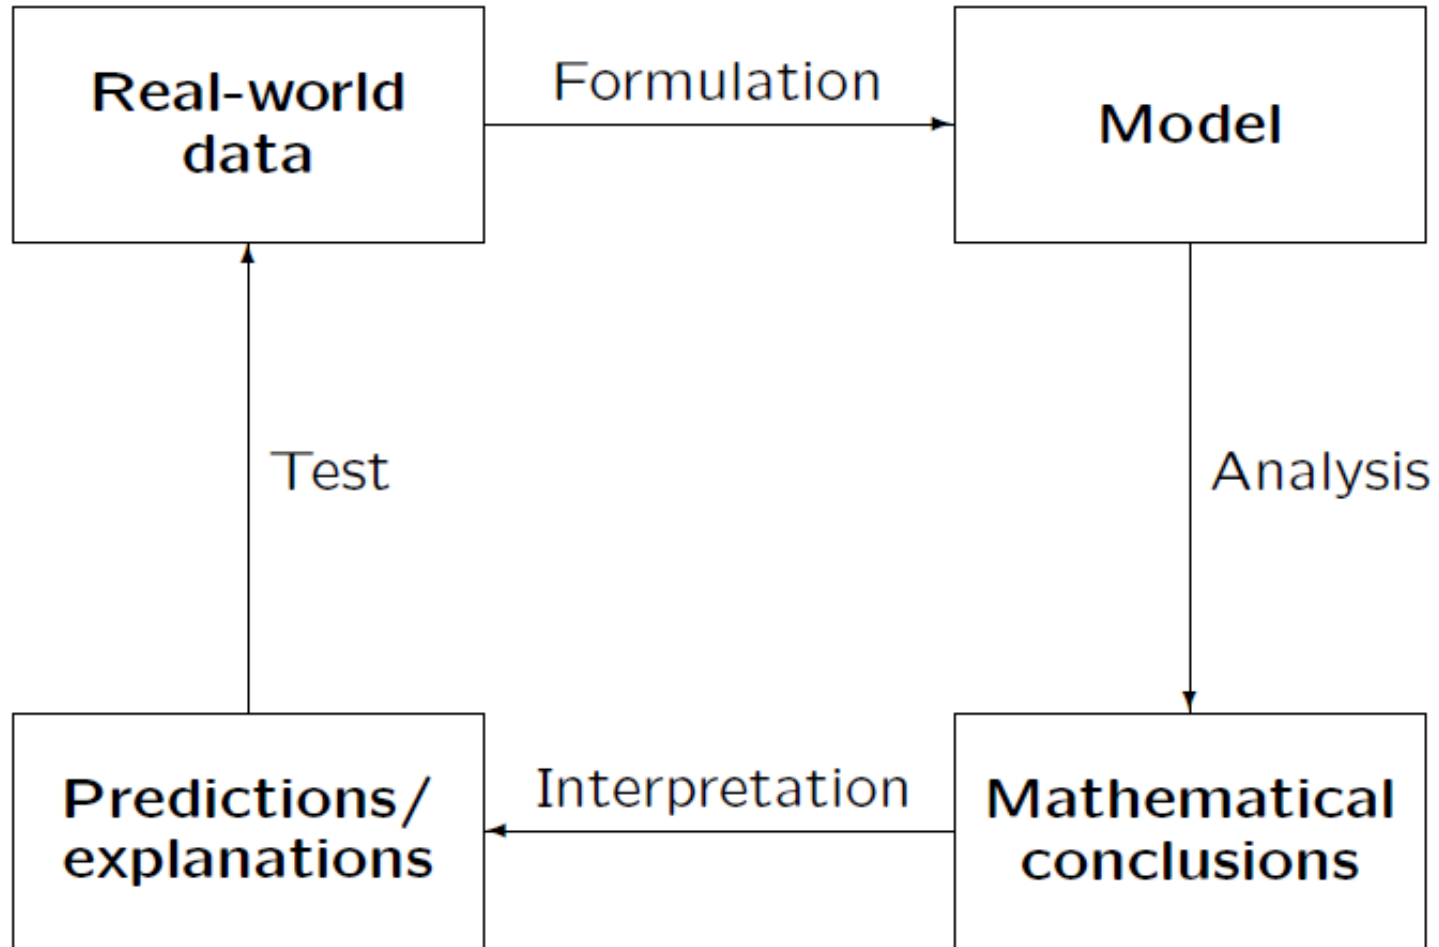 Real-world
data
Formulation
Model
Test
Analysis
Predictions/
explanations
Interpretation
Mathematical
conclusions